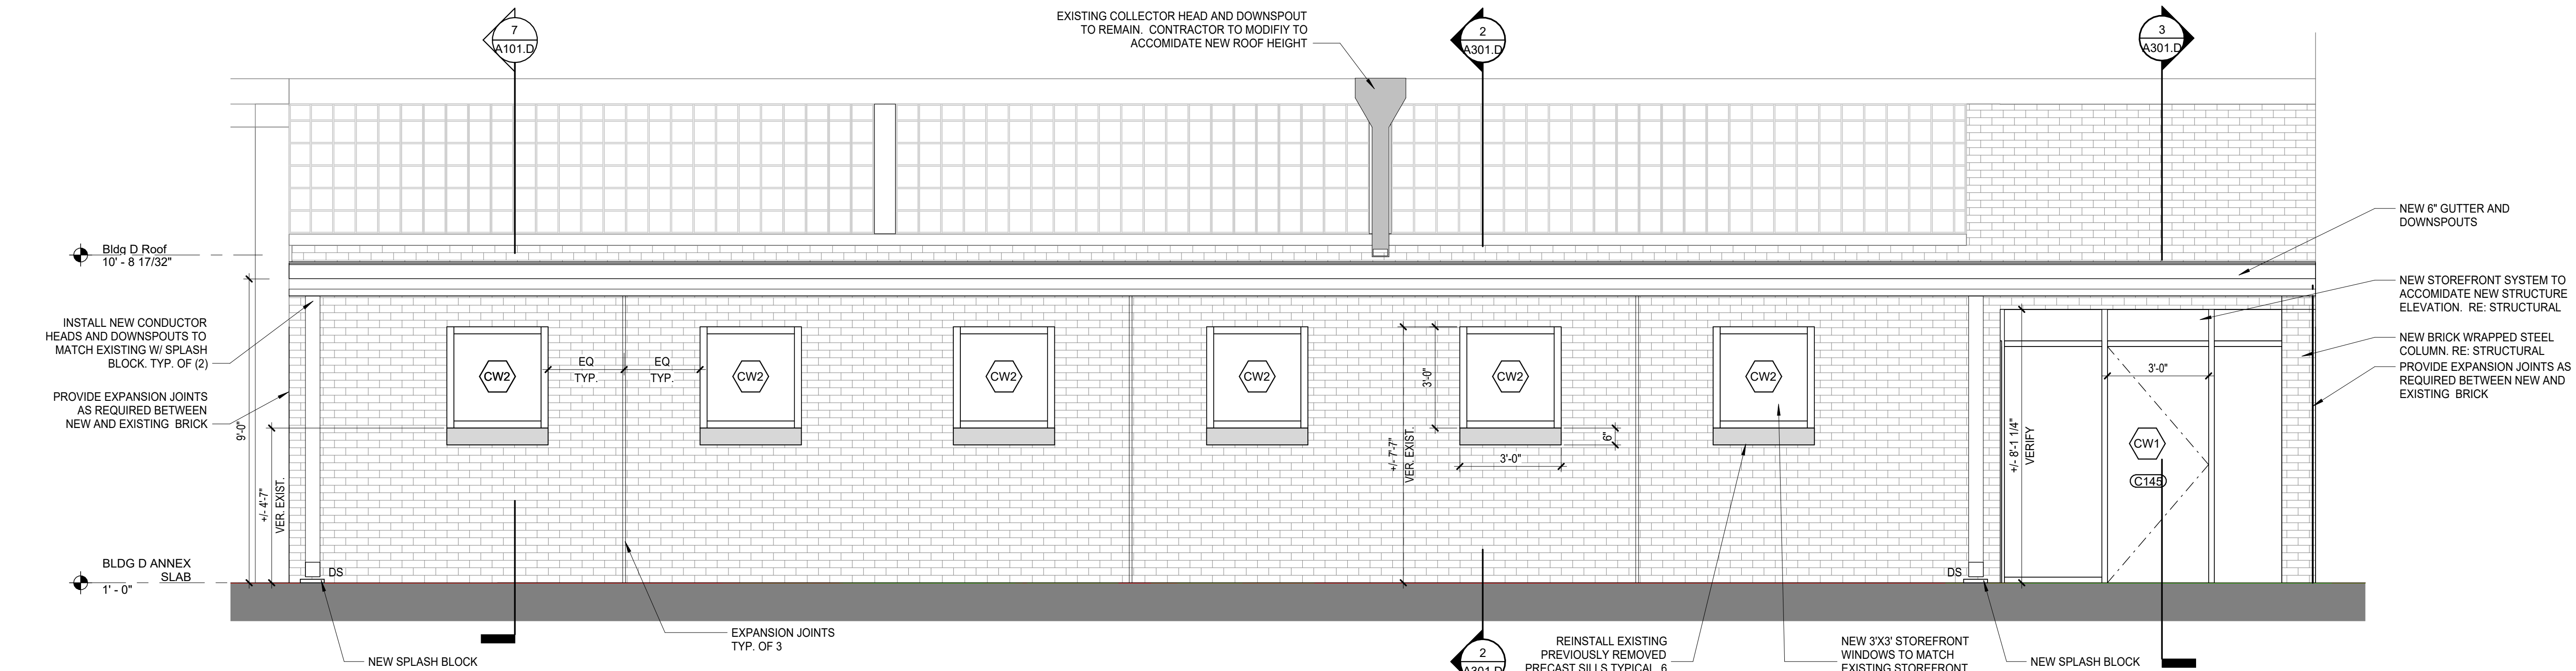 7
A101.D
EXISTING COLLECTOR HEAD AND DOWNSPOUT
TO REMAIN. CONTRACTOR TO MODIFIY TO
ACCOMIDATE NEW ROOF HEIGHT
2
A301.D
3
A301.D
Bldg D Roof
10' - 8 17/32"
NEW 6" GUTTER AND
DOWNSPOUTS
NEW STOREFRONT SYSTEM TO
ACCOMIDATE NEW STRUCTURE
ELEVATION. RE: STRUCTURAL
NEW BRICK WRAPPED STEEL
COLUMN. RE: STRUCTURAL
PROVIDE EXPANSION JOINTS AS
REQUIRED BETWEEN NEW AND
EXISTING BRICK
INSTALL NEW CONDUCTOR
HEADS AND DOWNSPOUTS TO
MATCH EXISTING W/ SPLASH
BLOCK. TYP. OF (2)
PROVIDE EXPANSION JOINTS
AS REQUIRED BETWEEN
NEW AND EXISTING BRICK
9'-0"
+/- 4'-7"
VER. EXIST.
CW2
EQ
TYP.
EQ
TYP.
CW2
CW2
CW2
+/- 7'-7"
VER. EXIST.
3'-0"
CW2
3'-0"
6"
CW2
+/- 8'-1 1/4"
VERIFY
3'-0"
CW1
C145
BLDG D ANNEX
SLAB
1' - 0"
DS
DS
EXPANSION JOINTS
TYP. OF 3
NEW SPLASH BLOCK
2
A301.D
REINSTALL EXISTING
PREVIOUSLY REMOVED
PRECAST SILLS TYPICAL 6
NEW 3'X3' STOREFRONT
WINDOWS TO MATCH
EXISTING STOREFRONT
NEW SPLASH BLOCK